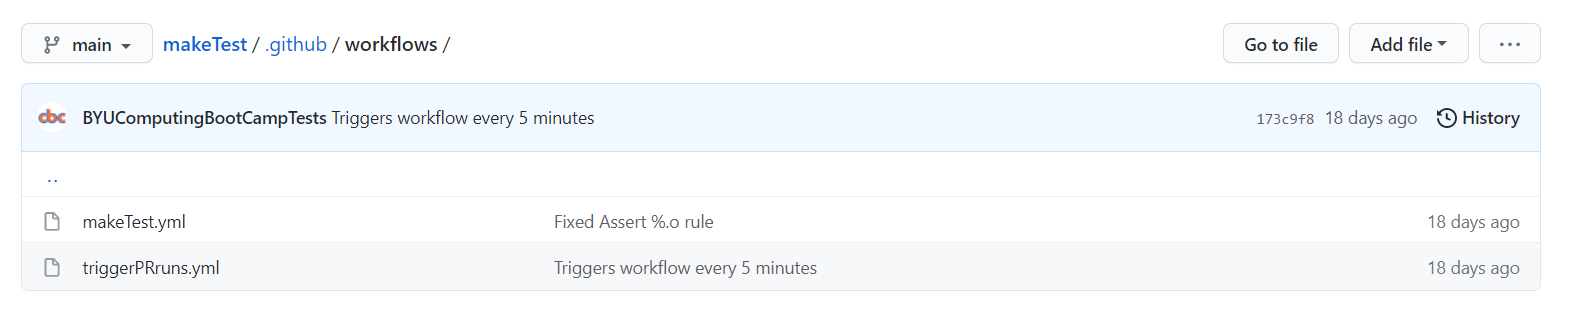 main makeTest / .github / workflows / Go to file Add file ...
cbc BYUComputingBootCampTests Triggers workflow every 5 minutes 173c9f8 18 days ago History
..
makeTest.yml Fixed Assert %.o rule 18 days ago
triggerPRruns.yml Triggers workflow every 5 minutes 18 days ago